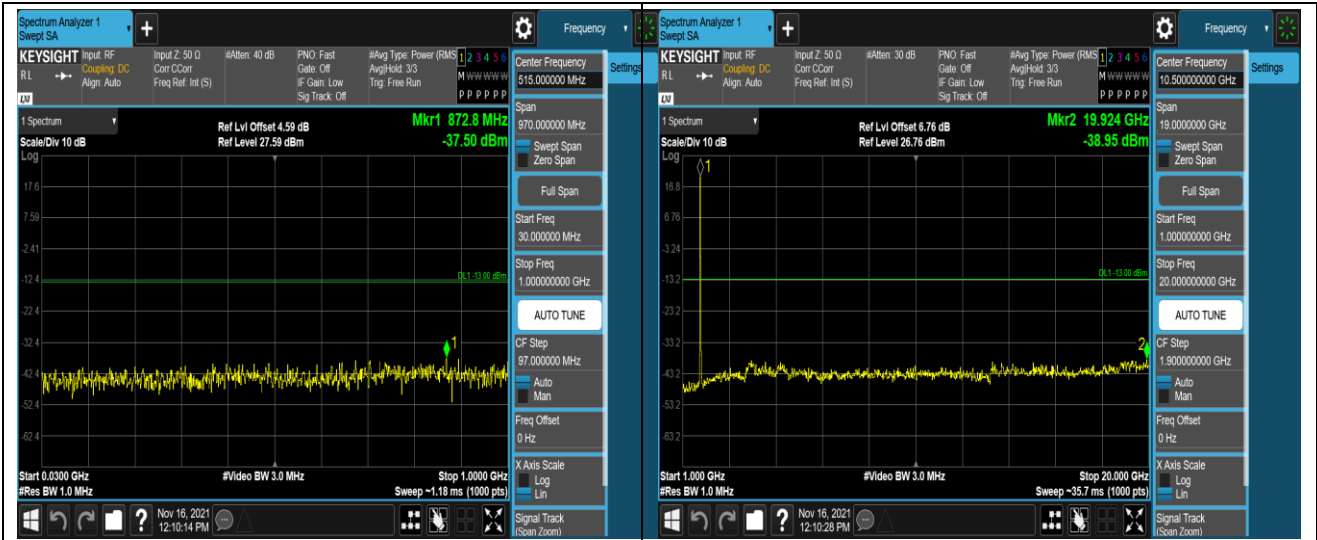 Spectrum Analyzer 1
Swept SA
+
Frequency
KEYSIGHT
RL
LXI
Input: RF
Coupling: DC
Align: Auto
Input Z: 50 Ω
Corr CCorr
Freq Ref: Int (S)
#Atten: 40 dB
PNO: Fast
Gate: Off
IF Gain: Low
Sig Track: Off
#Avg Type: Power (RMS
Avg|Hold: 3/3
Trig: Free Run
1 2 3 4 5 6
M W W W W W
P P P P P P
Center Frequency
515.000000 MHz
Settings
Span
970.000000 MHz
Swept Span
Zero Span
Full Span
Start Freq
30.000000 MHz
Stop Freq
1.000000000 GHz
AUTO TUNE
CF Step
97.000000 MHz
Auto
Man
Freq Offset
0 Hz
X Axis Scale
Log
Lin
Signal Track
(Span Zoom)
1 Spectrum
Scale/Div 10 dB
Log
Ref Lvl Offset 4.59 dB
Ref Level 27.59 dBm
Mkr1 872.8 MHz
-37.50 dBm
17.6
7.59
-2.41
DL1 -13.00 dBm
-12.4
-22.4
-32.4
1
-42.4
-52.4
-62.4
Start 0.0300 GHz
#Res BW 1.0 MHz
#Video BW 3.0 MHz
Stop 1.0000 GHz
Sweep ~1.18 ms (1000 pts)
?
Nov 16, 2021
12:10:14 PM
Spectrum Analyzer 1
Swept SA
+
Frequency
KEYSIGHT
RL
LXI
Input: RF
Coupling: DC
Align: Auto
Input Z: 50 Ω
Corr CCorr
Freq Ref: Int (S)
#Atten: 30 dB
PNO: Fast
Gate: Off
IF Gain: Low
Sig Track: Off
#Avg Type: Power (RMS
Avg|Hold: 3/3
Trig: Free Run
1 2 3 4 5 6
M W W W W W
P P P P P P
Center Frequency
10.500000000 GHz
Settings
Span
19.0000000 GHz
Swept Span
Zero Span
Full Span
Start Freq
1.000000000 GHz
Stop Freq
20.000000000 GHz
AUTO TUNE
CF Step
1.900000000 GHz
Auto
Man
Freq Offset
0 Hz
X Axis Scale
Log
Lin
Signal Track
(Span Zoom)
1 Spectrum
Scale/Div 10 dB
Log
Ref Lvl Offset 6.76 dB
Ref Level 26.76 dBm
Mkr2 19.924 GHz
-38.95 dBm
1
16.8
6.76
-3.24
DL1 -13.00 dBm
-13.2
-23.2
-33.2
2
-43.2
-53.2
-63.2
Start 1.000 GHz
#Res BW 1.0 MHz
#Video BW 3.0 MHz
Stop 20.000 GHz
Sweep ~35.7 ms (1000 pts)
?
Nov 16, 2021
12:10:28 PM